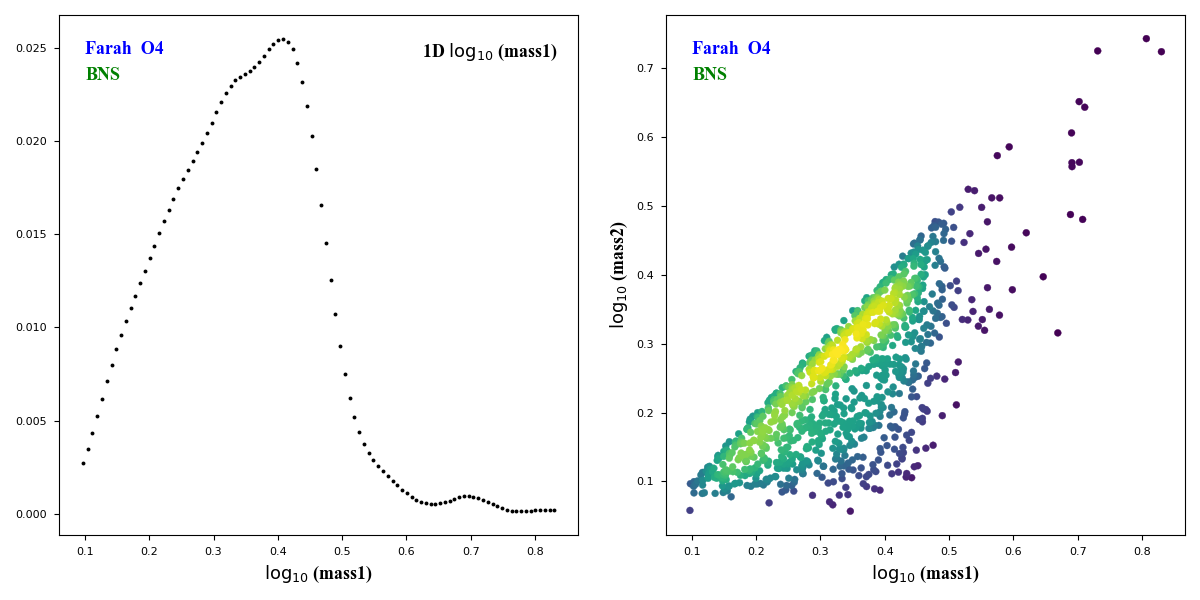 Farah O4
BNS
1D log10 (mass1)
0.025
0.020
0.015
0.010
0.005
0.000
0.1 0.2 0.3 0.4 0.5 0.6 0.7 0.8
log10 (mass1)
Farah O4
BNS
0.7
0.6
0.5
0.4
0.3
0.2
0.1
log10 (mass2)
0.1 0.2 0.3 0.4 0.5 0.6 0.7 0.8
log10 (mass1)